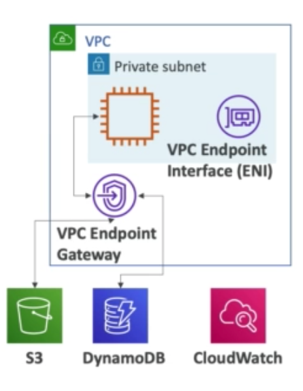 VPC
Private subnet
VPC Endpoint
Interface (ENI)
VPC Endpoint
Gateway
S3
DynamoDB
CloudWatch